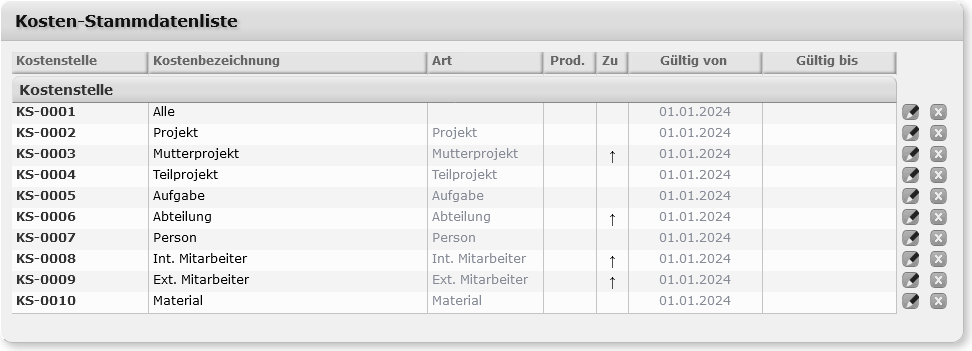 Kosten-Stammdatenliste
Kostenstelle Kostenbezeichnung Art Prod. Zu Gültig von Gültig bis
Kostenstelle
KS-0001 Alle 01.01.2024
KS-0002 Projekt Projekt 01.01.2024
KS-0003 Mutterprojekt Mutterprojekt ↑ 01.01.2024
KS-0004 Teilprojekt Teilprojekt 01.01.2024
KS-0005 Aufgabe Aufgabe 01.01.2024
KS-0006 Abteilung Abteilung ↑ 01.01.2024
KS-0007 Person Person 01.01.2024
KS-0008 Int. Mitarbeiter Int. Mitarbeiter ↑ 01.01.2024
KS-0009 Ext. Mitarbeiter Ext. Mitarbeiter ↑ 01.01.2024
KS-0010 Material Material 01.01.2024